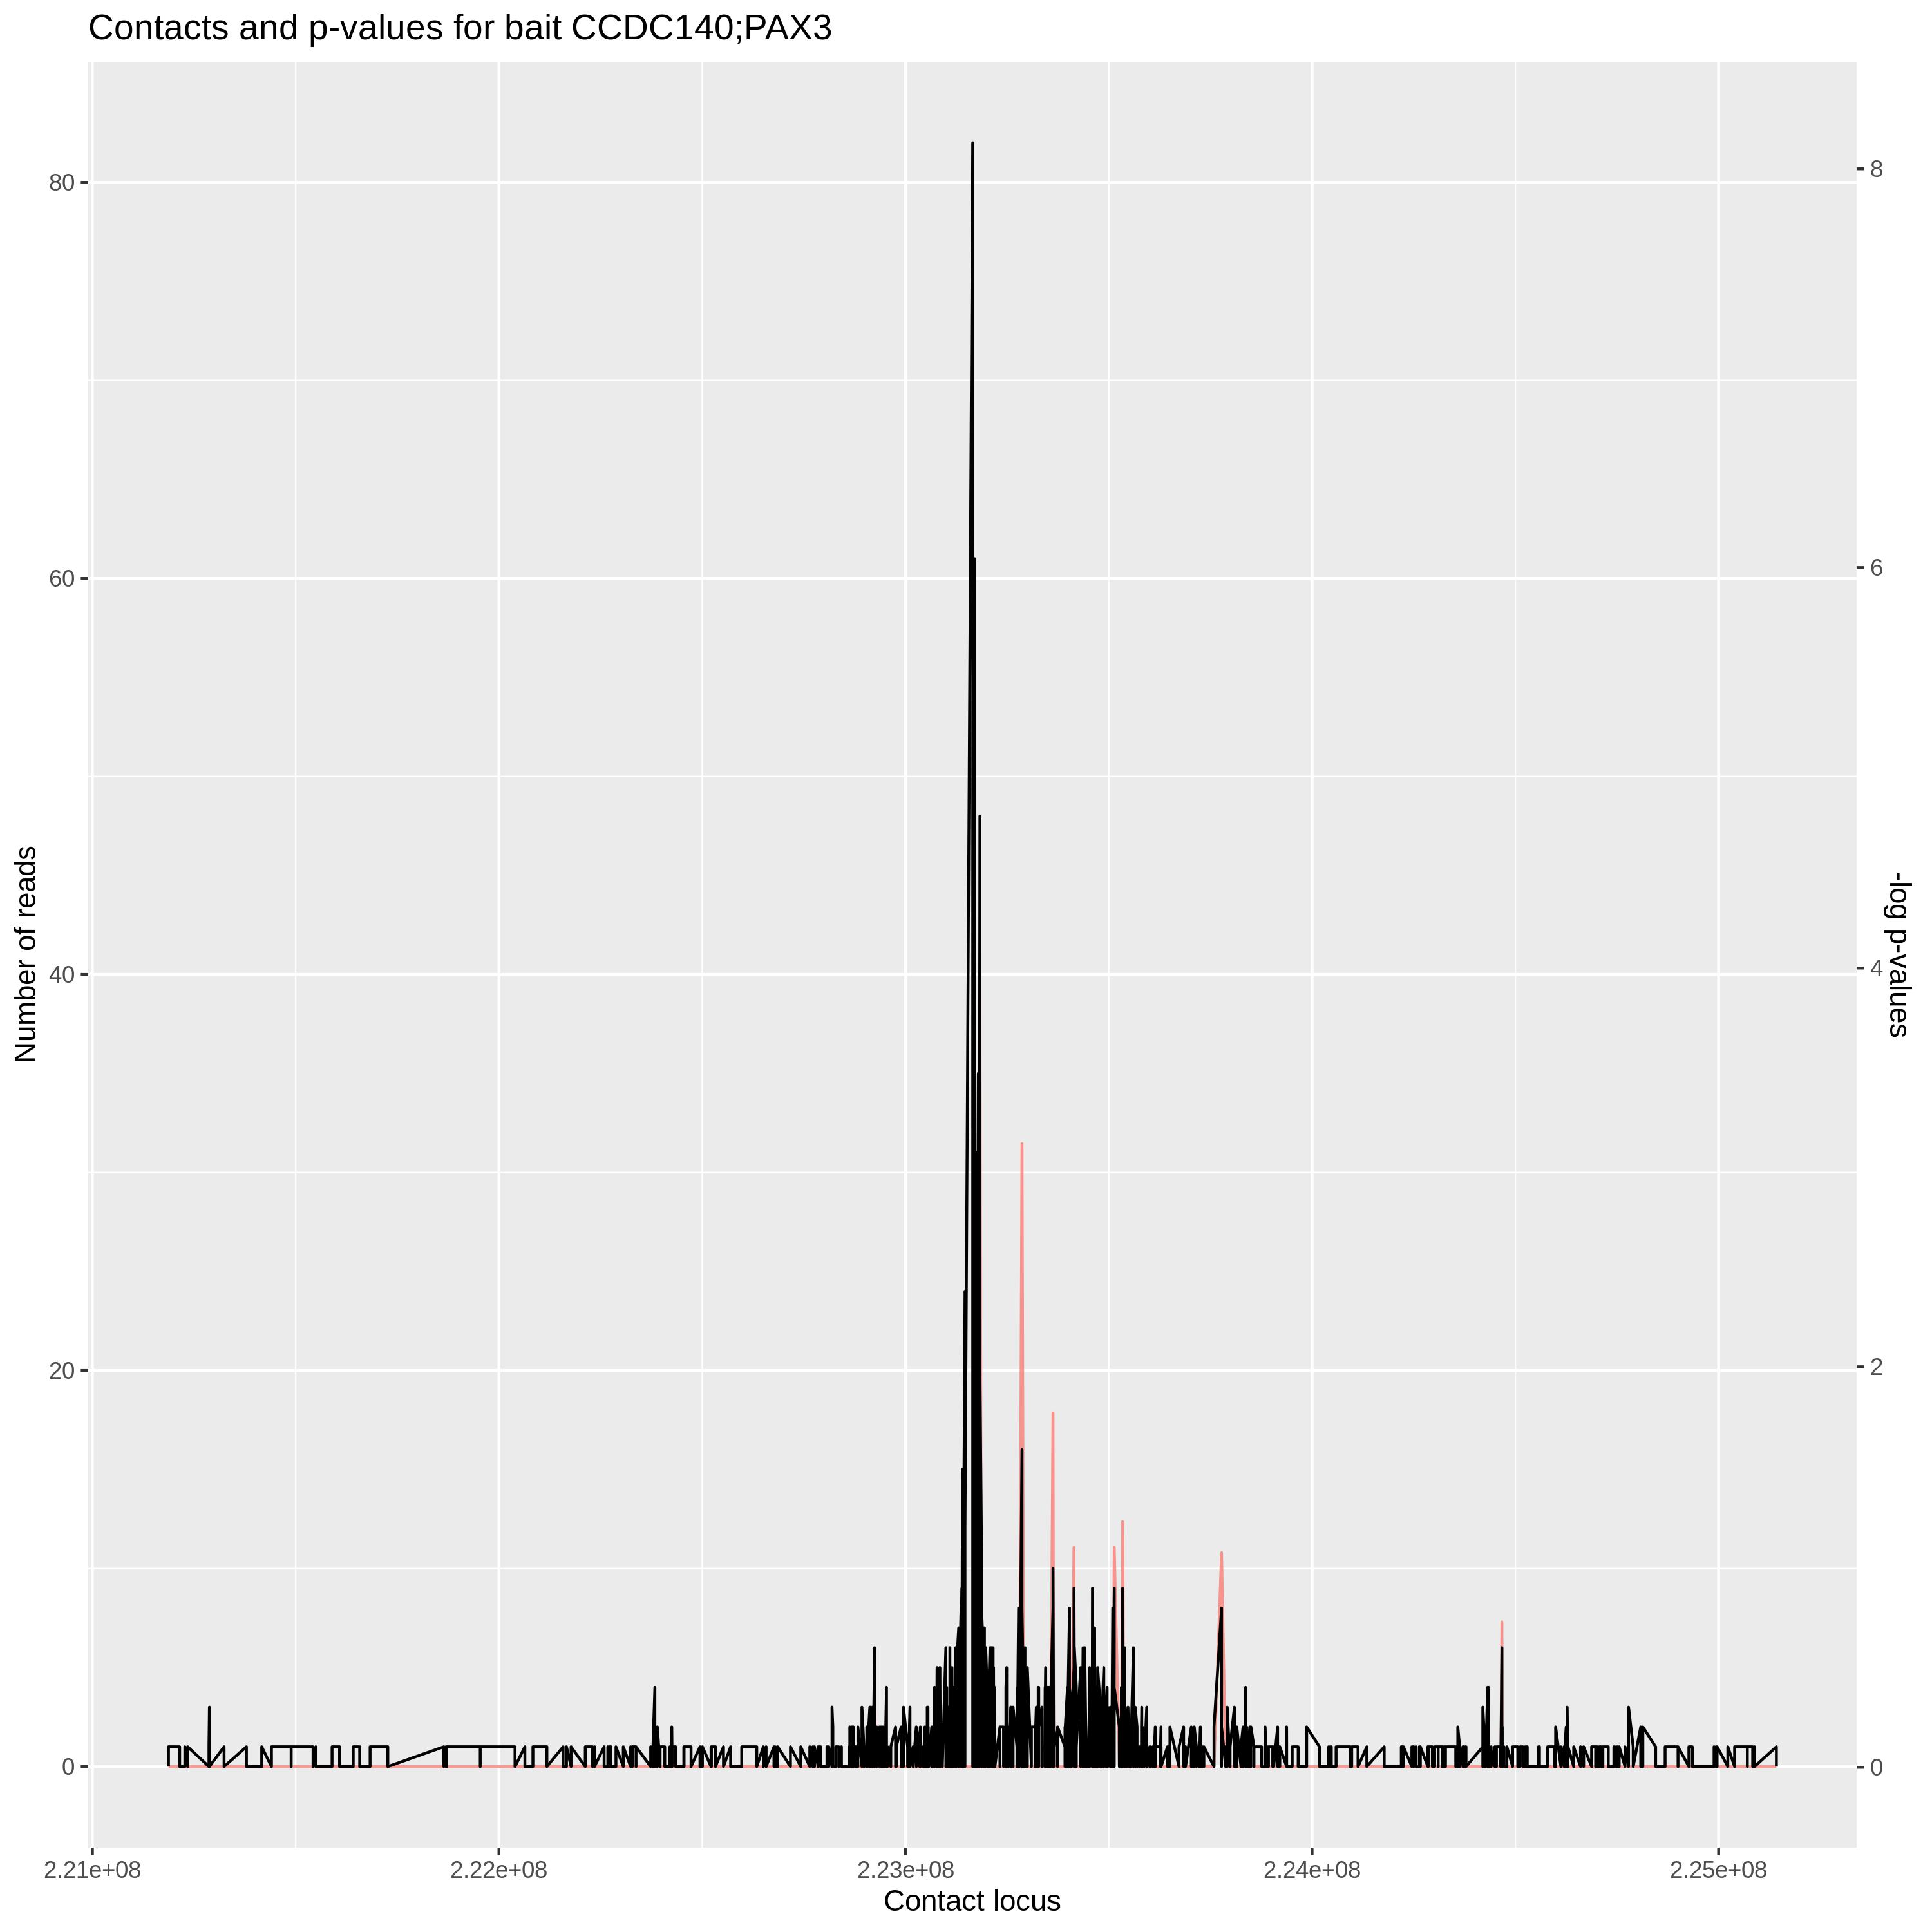 Contacts and p-values for bait CCDC140;PAX3
80
60
40
20
0
Number of reads
8
6
4
2
0
-log p-values
2.21e+08
2.22e+08
2.23e+08
2.24e+08
2.25e+08
Contact locus